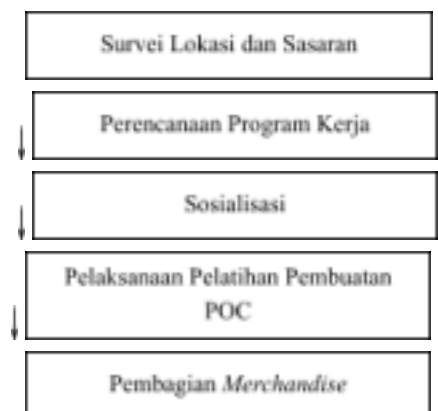 Survei Lokasi dan Sasaran
Perencanaan Program Kerja
Sosialisasi
Pelaksanaan Pelatihan Pembuatan
POC
Pembagian Merchandise